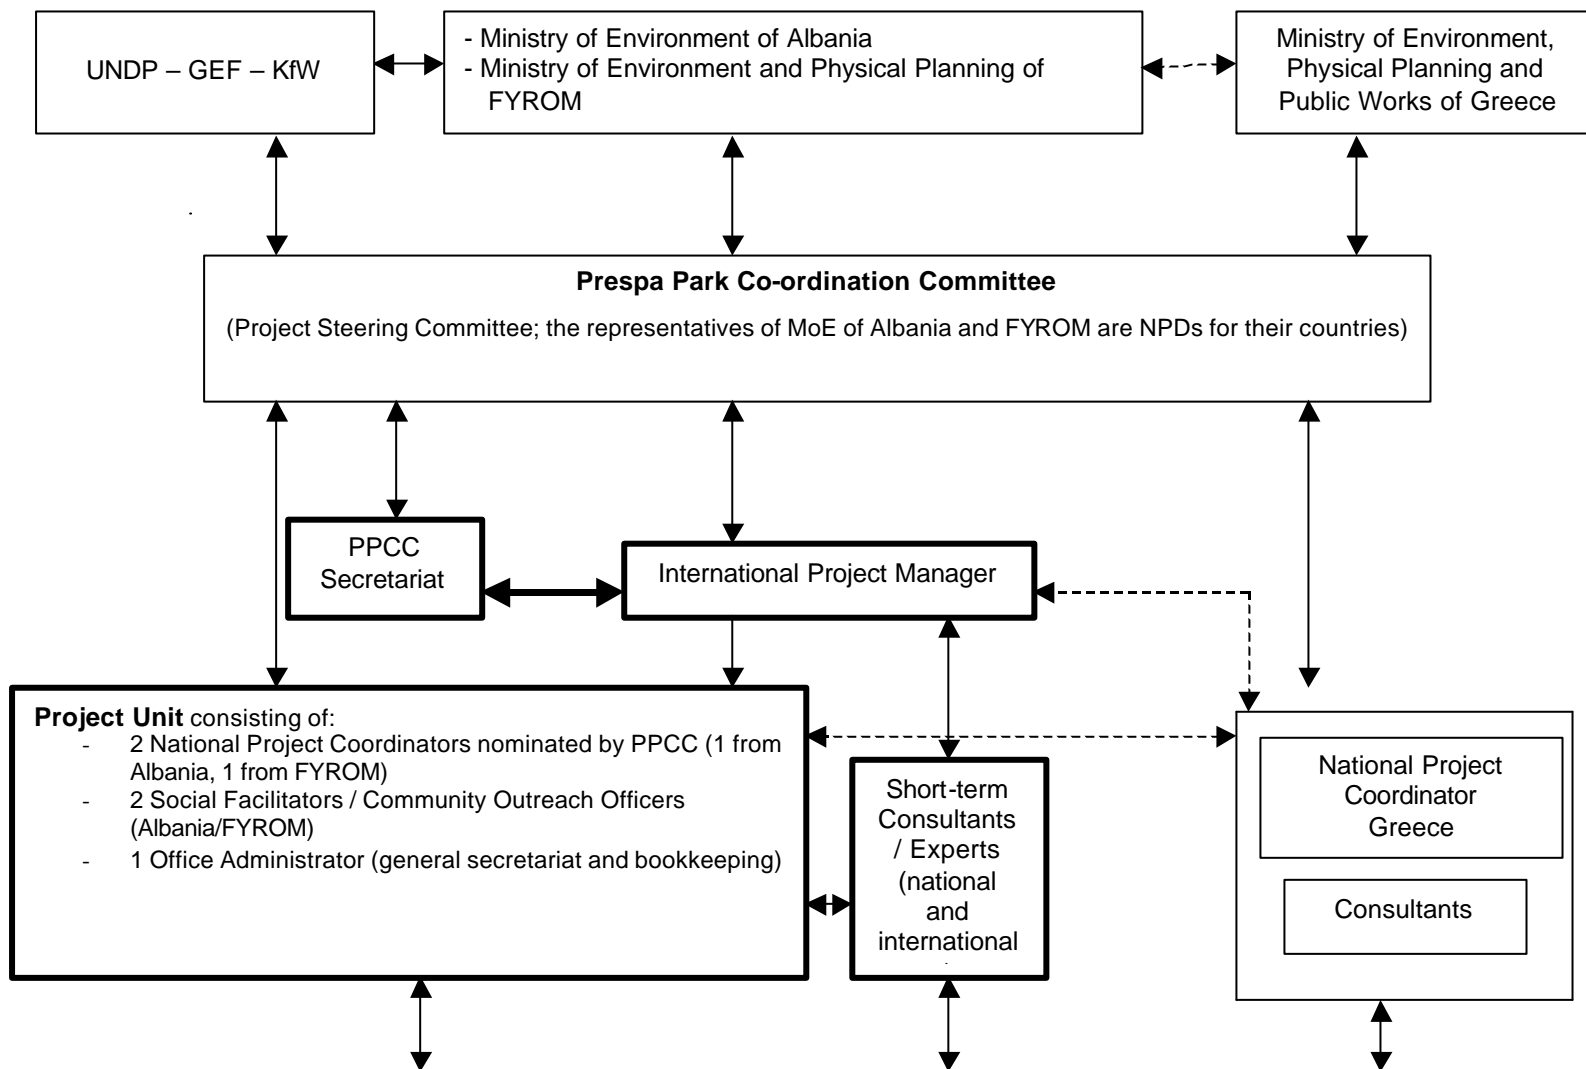 UNDP – GEF – KfW
- Ministry of Environment of Albania
- Ministry of Environment and Physical Planning of
FYROM
Ministry of Environment,
Physical Planning and
Public Works of Greece
Prespa Park Co-ordination Committee
(Project Steering Committee; the representatives of MoE of Albania and FYROM are NPDs for their countries)
PPCC
Secretariat
International Project Manager
Project Unit consisting of:
- 2 National Project Coordinators nominated by PPCC (1 from
Albania, 1 from FYROM)
- 2 Social Facilitators / Community Outreach Officers
(Albania/FYROM)
- 1 Office Administrator (general secretariat and bookkeeping)
Short-term
Consultants
/ Experts
(national
and
international
National Project
Coordinator
Greece
Consultants